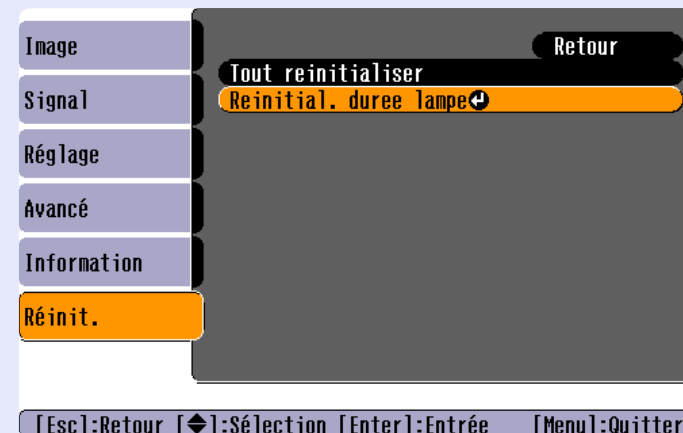 Image
Signal
Réglage
Avancé
Information
Réinit.
Retour
Tout reinitialiser
Reinitial. duree lampe
[Esc]:Retour []:Sélection [Enter]:Entrée [Menu]:Quitter